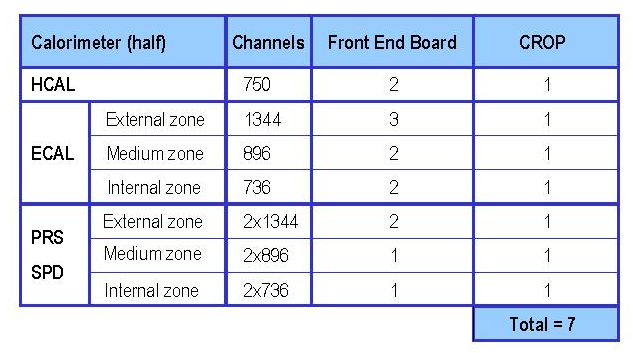 Calorimeter (half) Channels Front End Board CROP
HCAL 750 2 1
External zone 1344 3 1
ECAL Medium zone 896 2 1
Internal zone 736 2 1
External zone 2x1344 2 1
PRS
Medium zone 2x896 1 1
SPD
Internal zone 2x736 1 1
Total = 7